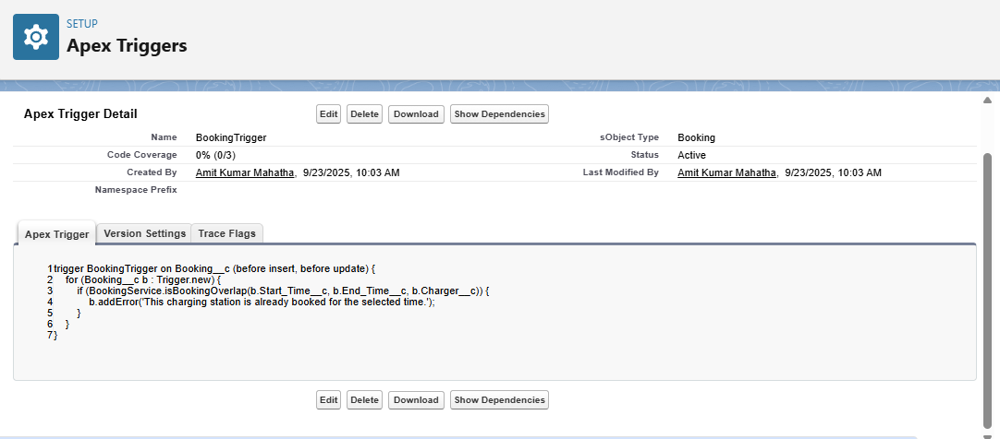 SETUP
Apex Triggers
Apex Trigger Detail
Edit Delete Download Show Dependencies
Name BookingTrigger sObject Type Booking
Code Coverage 0% (0/3) Status Active
Created By Amit Kumar Mahatha, 9/23/2025, 10:03 AM Last Modified By Amit Kumar Mahatha, 9/23/2025, 10:03 AM
Namespace Prefix
Apex Trigger Version Settings Trace Flags
1 trigger BookingTrigger on Booking__c (before insert, before update) {
2 for (Booking__c b : Trigger.new) {
3 if (BookingService.isBookingOverlap(b.Start_Time__c, b.End_Time__c, b.Charger__c)) {
4 b.addError('This charging station is already booked for the selected time.');
5 }
6 }
7 }
Edit Delete Download Show Dependencies